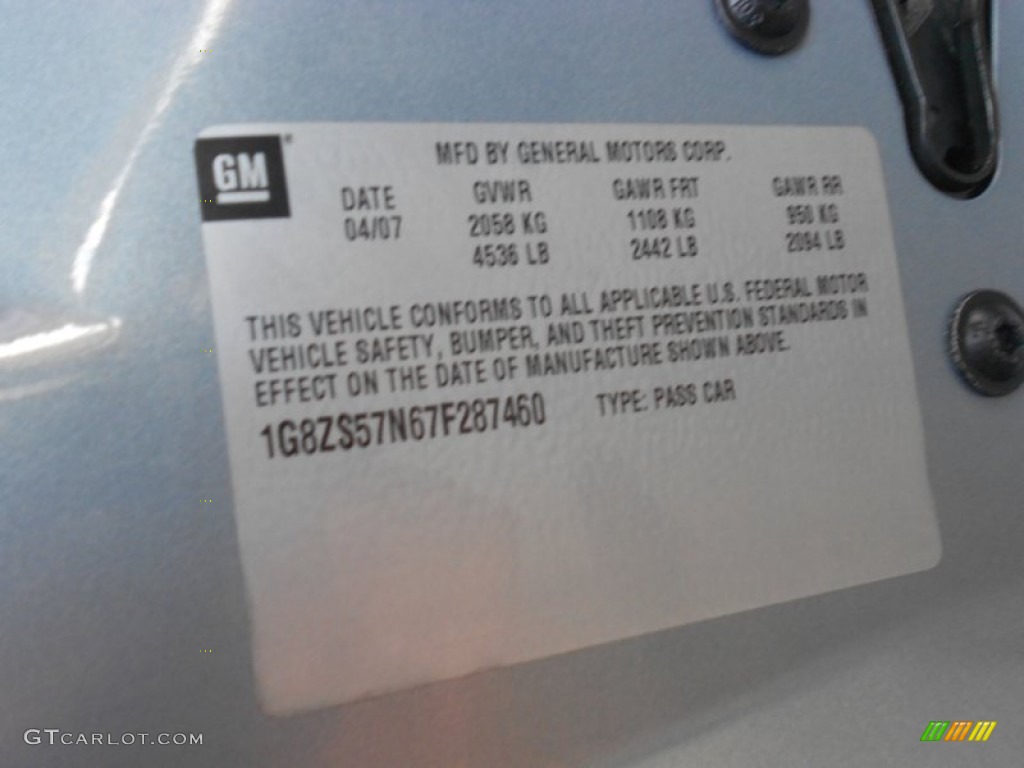 GM
MFD BY GENERAL MOTORS CORP.
DATE GVWR GAWR FRT GAWR RR
04/07 2058 KG 1108 KG 950 KG
4536 LB 2442 LB 2094 LB
THIS VEHICLE CONFORMS TO ALL APPLICABLE U.S. FEDERAL MOTOR
VEHICLE SAFETY, BUMPER, AND THEFT PREVENTION STANDARDS IN
EFFECT ON THE DATE OF MANUFACTURE SHOWN ABOVE.
1G8ZS57N67F287460 TYPE: PASS CAR
GTCARLOT.COM